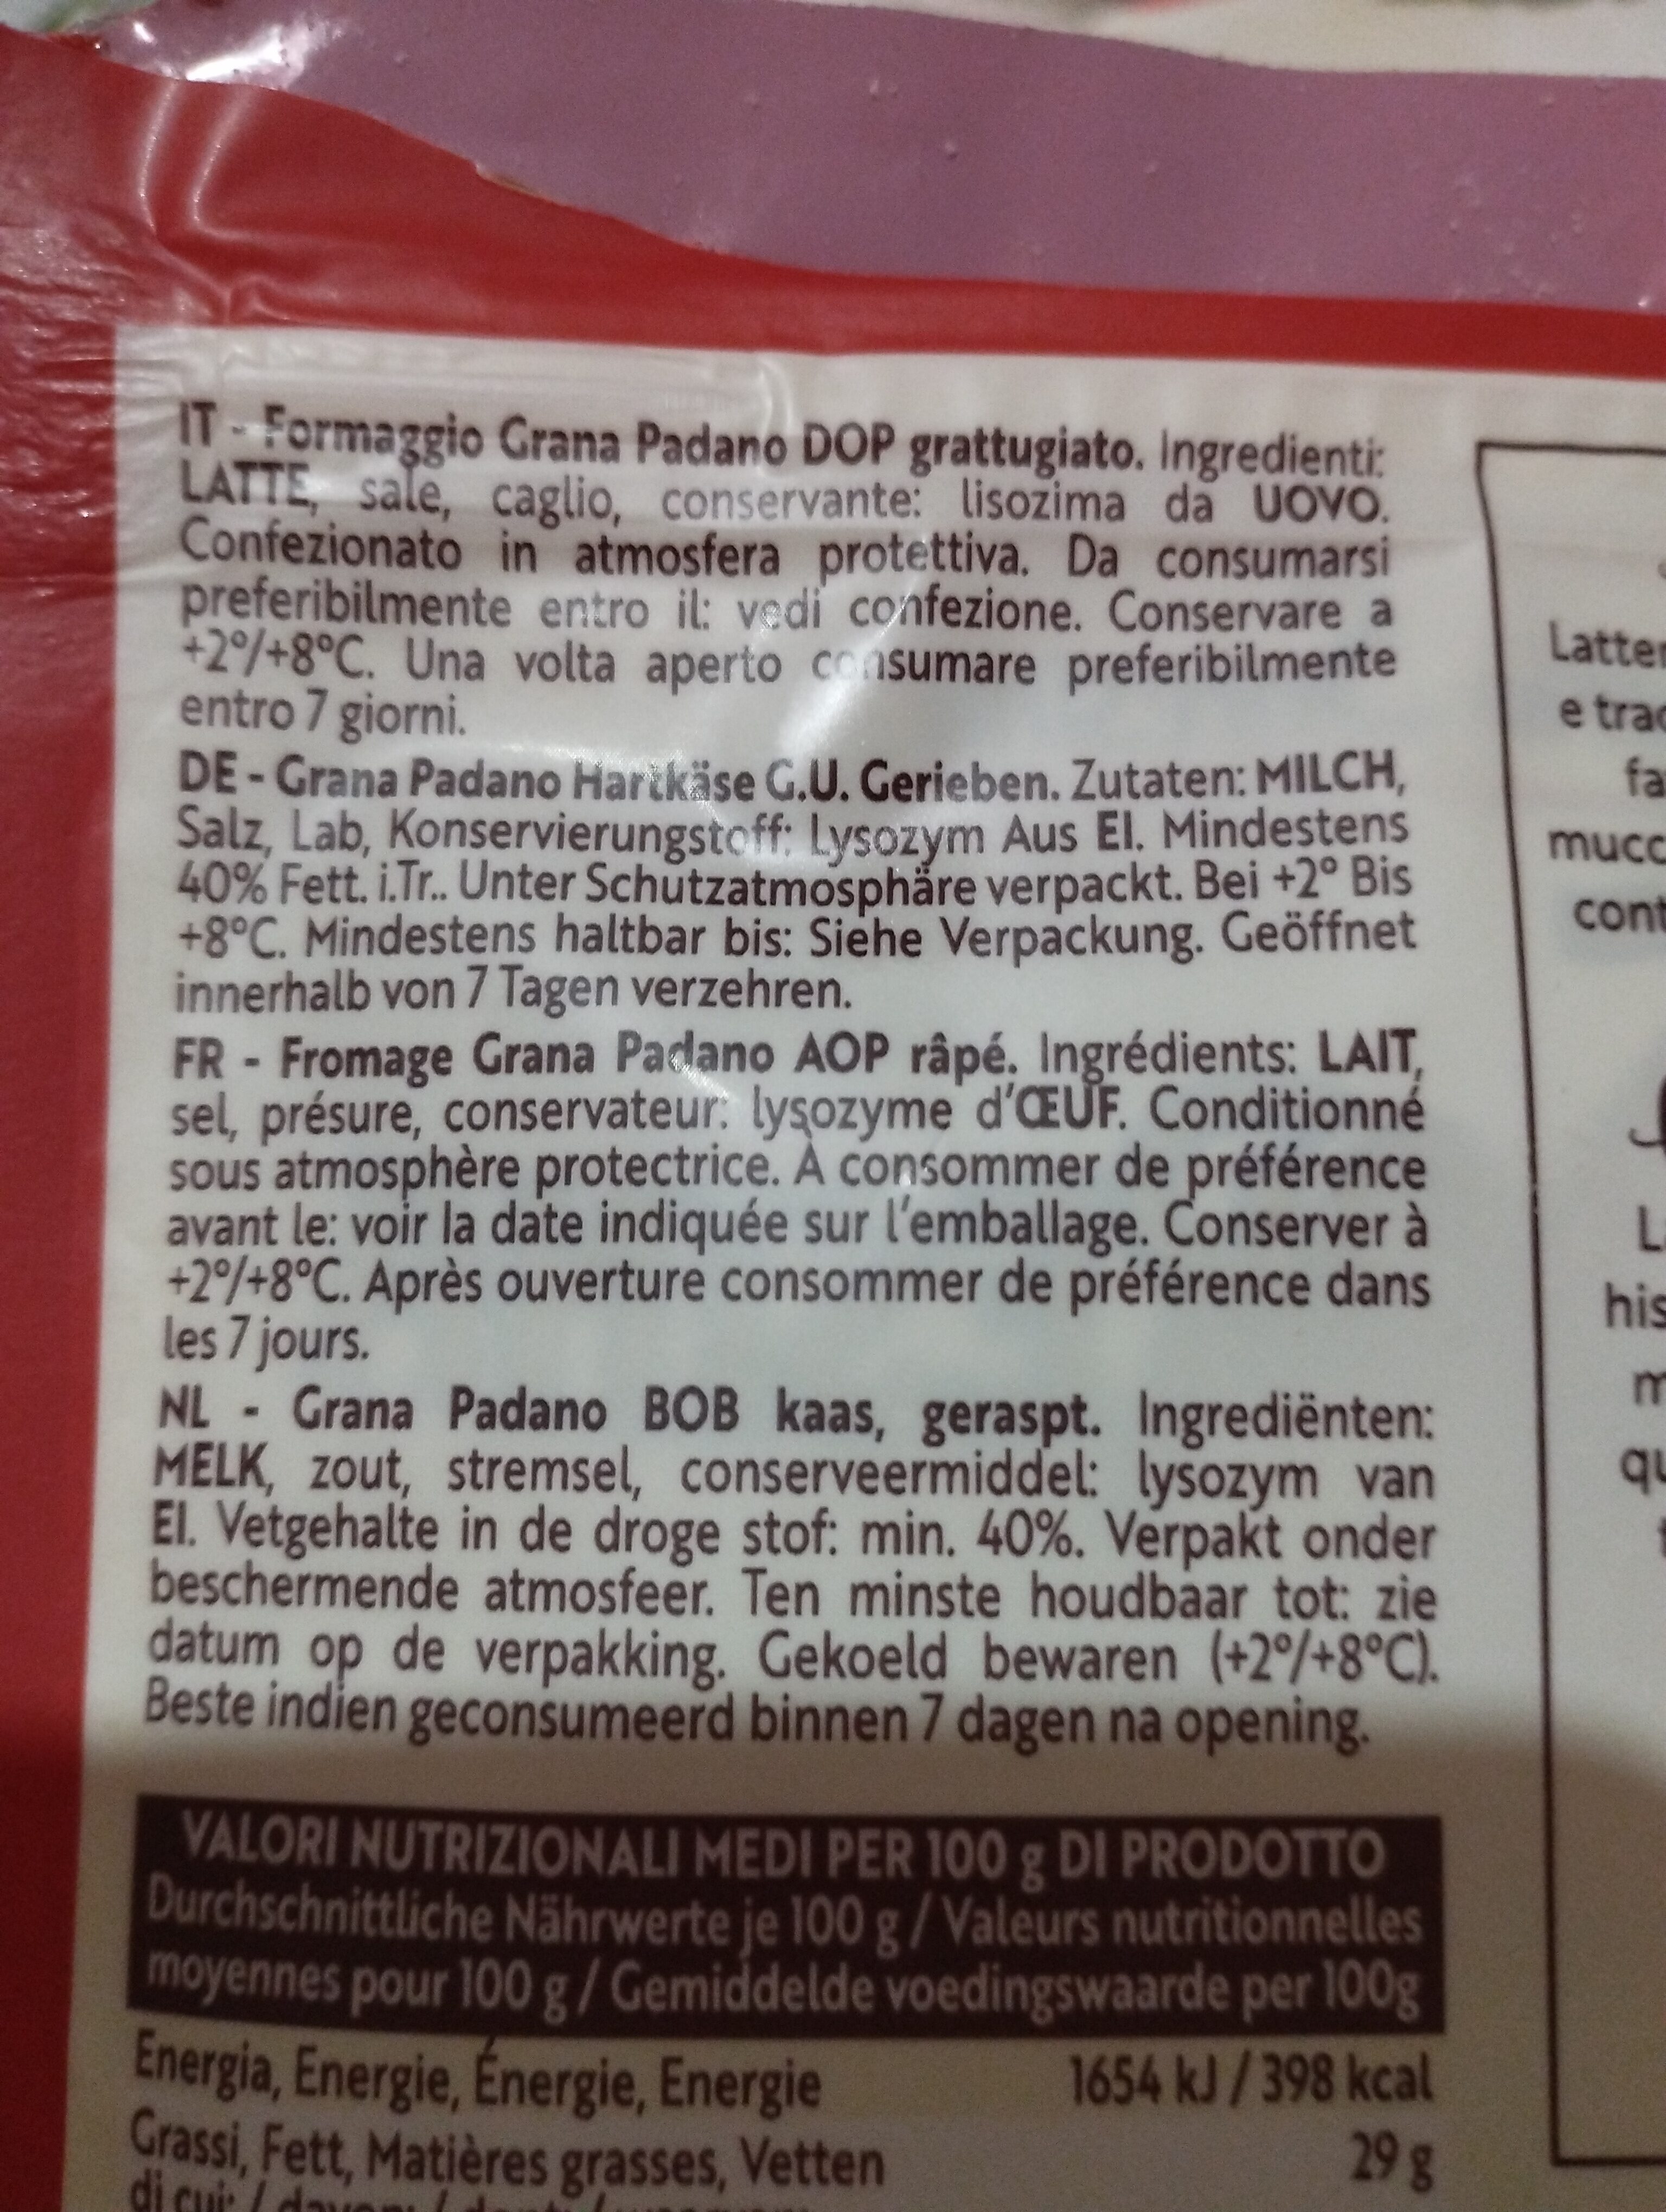 IT - Formaggio Grana Padano DOP grattugiato. Ingredienti:
LATTE, sale, caglio, conservante: lisozima da UOVO.
Confezionato in atmosfera protettiva. Da consumarsi
preferibilmente entro il: vedi confezione. Conservare a
+2°/+8°C. Una volta aperto consumare preferibilmente
entro 7 giorni.
DE - Grana Padano Hartkäse G.U. Gerieben. Zutaten: MILCH,
Salz, Lab, Konservierungstoff: Lysozym Aus EI. Mindestens
40% Fett. i.Tr.. Unter Schutzatmosphäre verpackt. Bei +2° Bis
+8°C. Mindestens haltbar bis: Siehe Verpackung. Geöffnet
innerhalb von 7 Tagen verzehren.
FR - Fromage Grana Padano AOP râpé. Ingrédients: LAIT,
sel, présure, conservateur: lysozyme d'ŒUF. Conditionné
sous atmosphère protectrice. À consommer de préférence
avant le: voir la date indiquée sur l'emballage. Conserver à
+2°/+8°C. Après ouverture consommer de préférence dans
les 7 jours.
NL - Grana Padano BOB kaas, geraspt. Ingrediënten:
MELK, zout, stremsel, conserveermiddel: lysozym van
EI. Vetgehalte in de droge stof: min. 40%. Verpakt onder
beschermende atmosfeer. Ten minste houdbaar tot: zie
datum op de verpakking. Gekoeld bewaren (+2°/+8°C).
Beste indien geconsumeerd binnen 7 dagen na opening.
VALORI NUTRIZIONALI MEDI PER 100 g DI PRODOTTO
Durchschnittliche Nährwerte je 100 g / Valeurs nutritionnelles
moyennes pour 100 g / Gemiddelde voedingswaarde per 100g
Energia, Energie, Énergie, Energie 1654 kJ / 398 kcal
Grassi, Fett, Matières grasses, Vetten 29 g
di cui: /
e
fa
mucc
cont